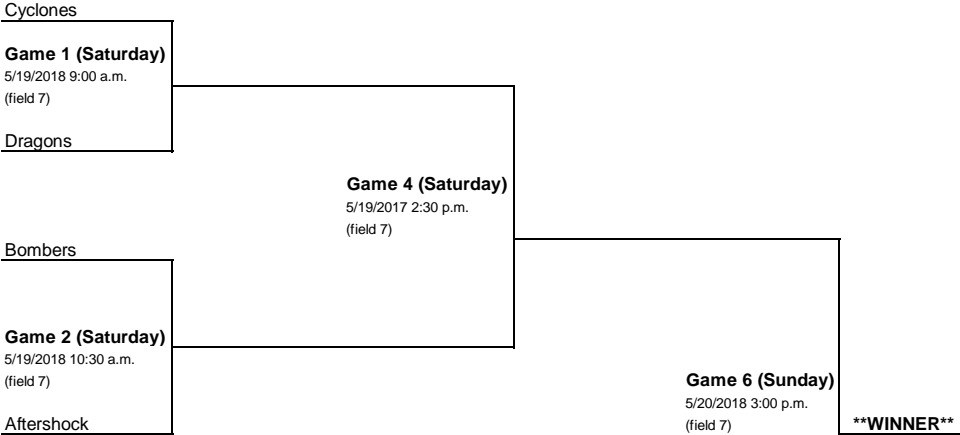 Cyclones
Game 1 (Saturday)
5/19/2018 9:00 a.m.
(field 7)
Dragons
Game 4 (Saturday)
5/19/2017 2:30 p.m.
(field 7)
Bombers
Game 2 (Saturday)
5/19/2018 10:30 a.m.
(field 7)
Aftershock
Game 6 (Sunday)
5/20/2018 3:00 p.m.
(field 7)
**WINNER**